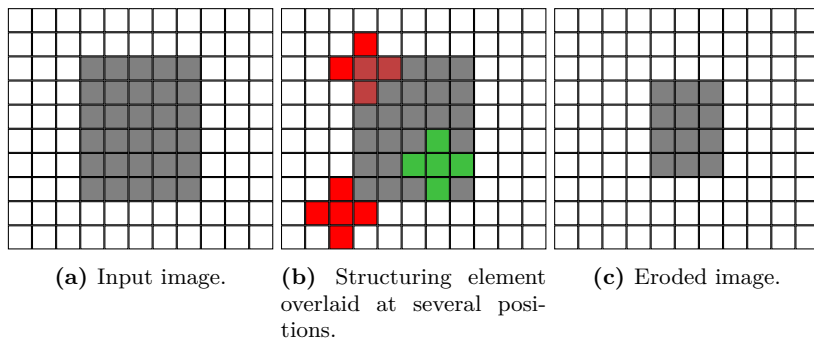 (a) Input image.
(b) Structuring element
overlaid at several posi-
tions.
(c) Eroded image.